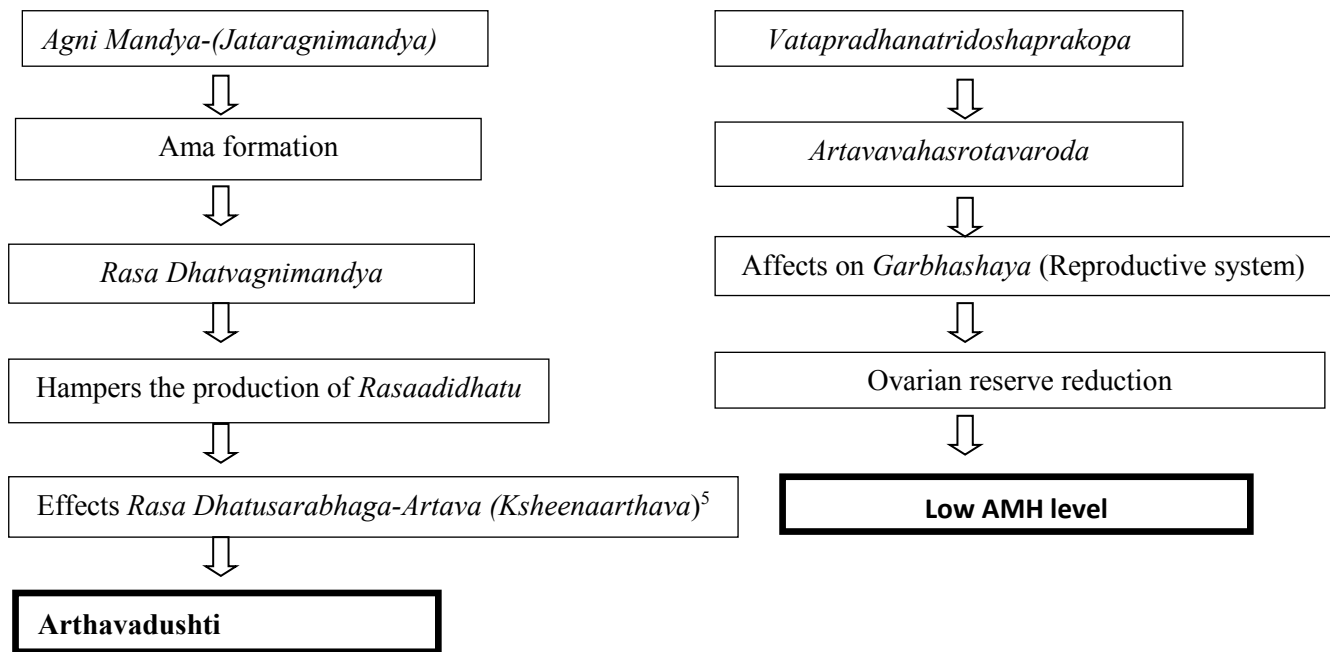 Agni Mandya-(Jataragnimandya)
Ama formation
Rasa Dhatvagnimandya
Hampers the production of Rasaadidhatu
Effects Rasa Dhatusarabhaga-Artava (Ksheenaarthava)5
Arthavadushti
Vatapradhanatridoshaprakopa
Artavavahasrotavaroda
Affects on Garbhashaya (Reproductive system)
Ovarian reserve reduction
Low AMH level